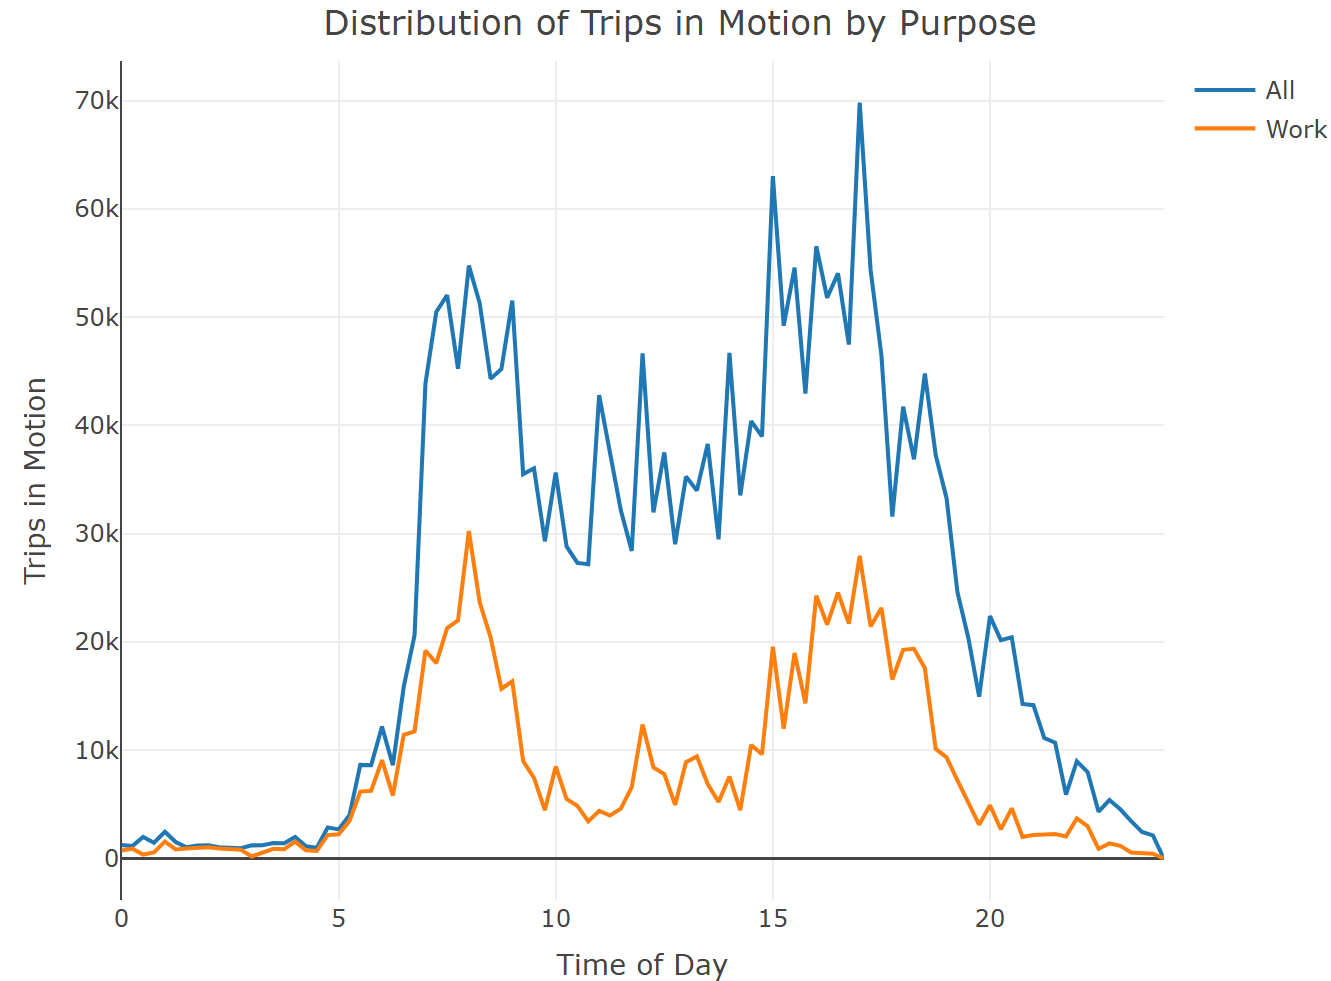 Distribution of Trips in Motion by Purpose
All
Work
Trips in Motion
70k
60k
50k
40k
30k
20k
10k
0
0 5 10 15 20
Time of Day